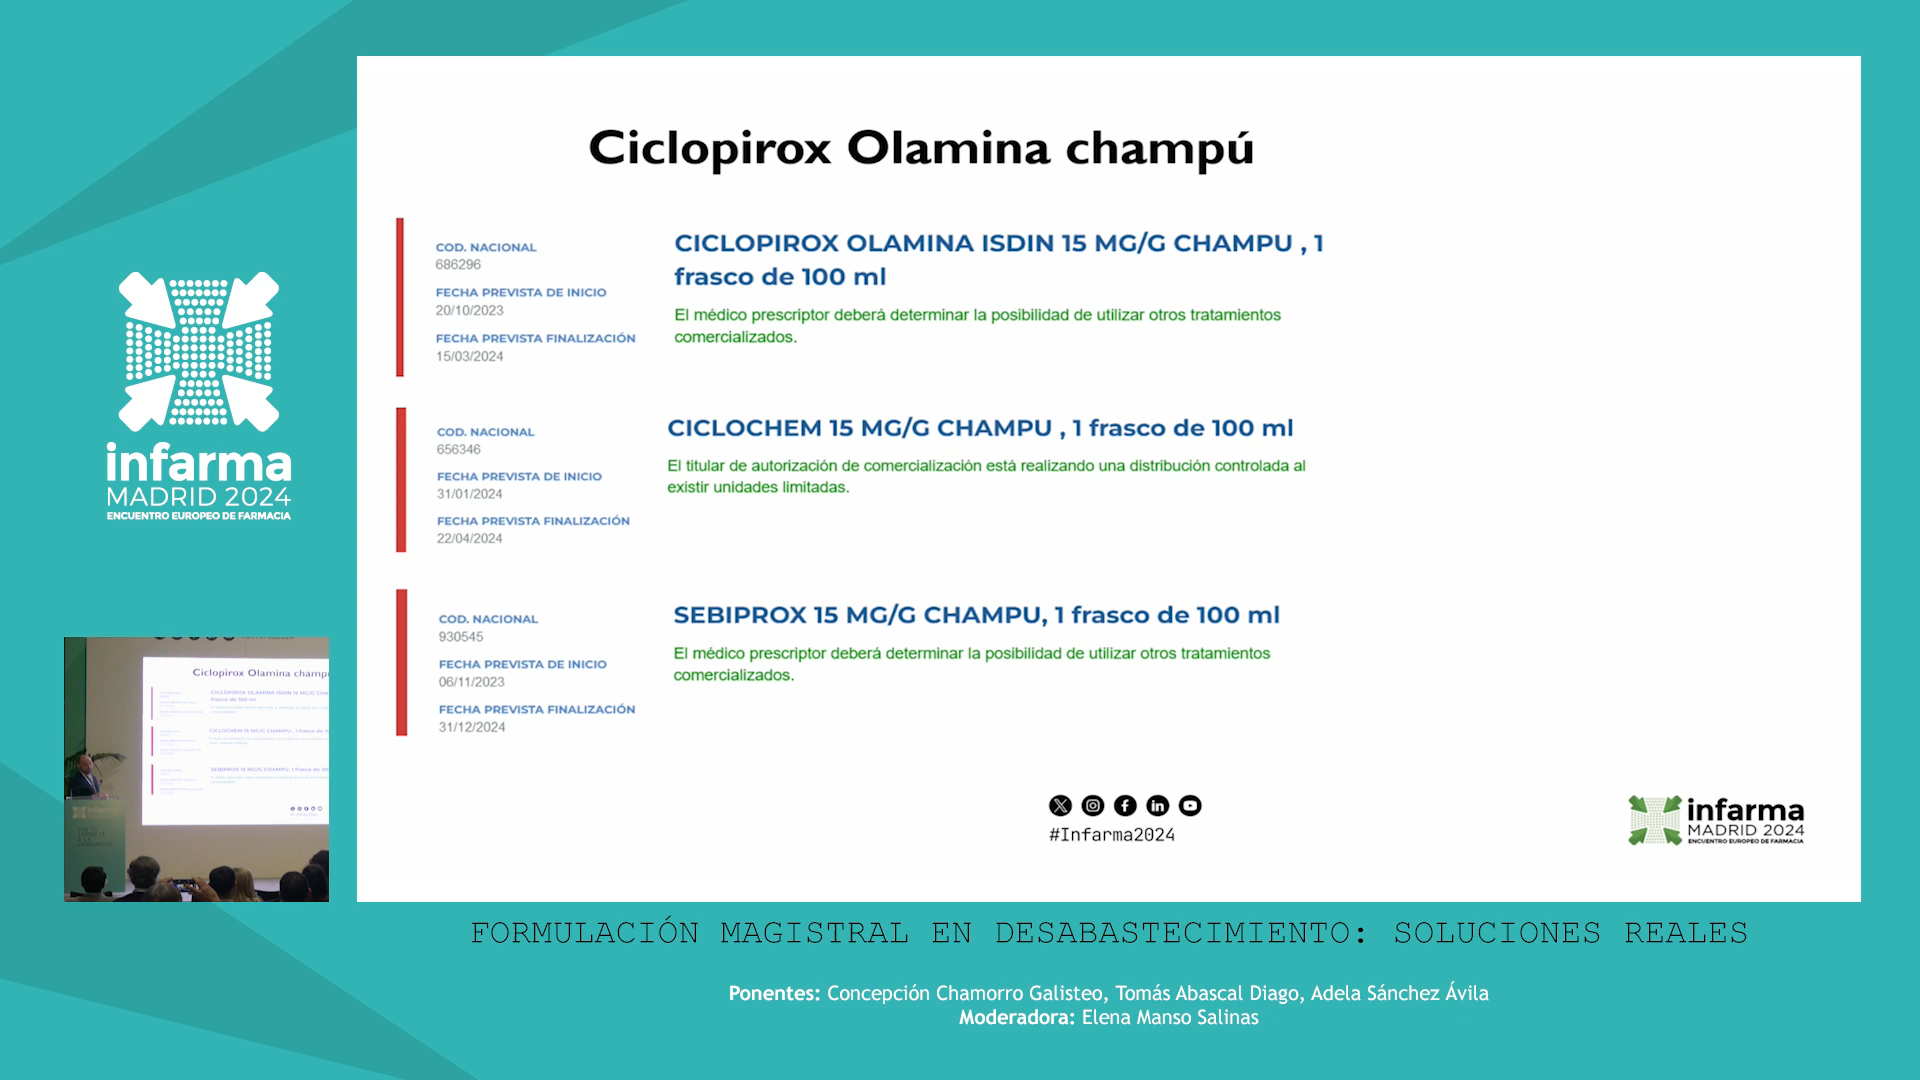 Ciclopirox Olamina champú
COD. NACIONAL
686296
FECHA PREVISTA DE INICIO
20/10/2023
FECHA PREVISTA FINALIZACIÓN
15/03/2024
CICLOPIROX OLAMINA ISDIN 15 MG/G CHAMPU , 1
frasco de 100 ml
El médico prescriptor deberá determinar la posibilidad de utilizar otros tratamientos
comercializados.
COD. NACIONAL
656346
FECHA PREVISTA DE INICIO
31/01/2024
FECHA PREVISTA FINALIZACIÓN
22/04/2024
CICLOCHEM 15 MG/G CHAMPU , 1 frasco de 100 ml
El titular de autorización de comercialización está realizando una distribución controlada al
existir unidades limitadas.
COD. NACIONAL
930545
FECHA PREVISTA DE INICIO
06/11/2023
FECHA PREVISTA FINALIZACIÓN
31/12/2024
SEBIPROX 15 MG/G CHAMPU, 1 frasco de 100 ml
El médico prescriptor deberá determinar la posibilidad de utilizar otros tratamientos
comercializados.
#Infarma2024
infarma
MADRID 2024
ENCUENTRO EUROPEO DE FARMACIA
infarma
MADRID 2024
ENCUENTRO EUROPEO DE FARMACIA
Ciclopirox Olamina champú
FORMULACIÓN MAGISTRAL EN DESABASTECIMIENTO: SOLUCIONES REALES
Ponentes: Concepción Chamorro Galisteo, Tomás Abascal Diago, Adela Sánchez Ávila
Moderadora: Elena Manso Salinas